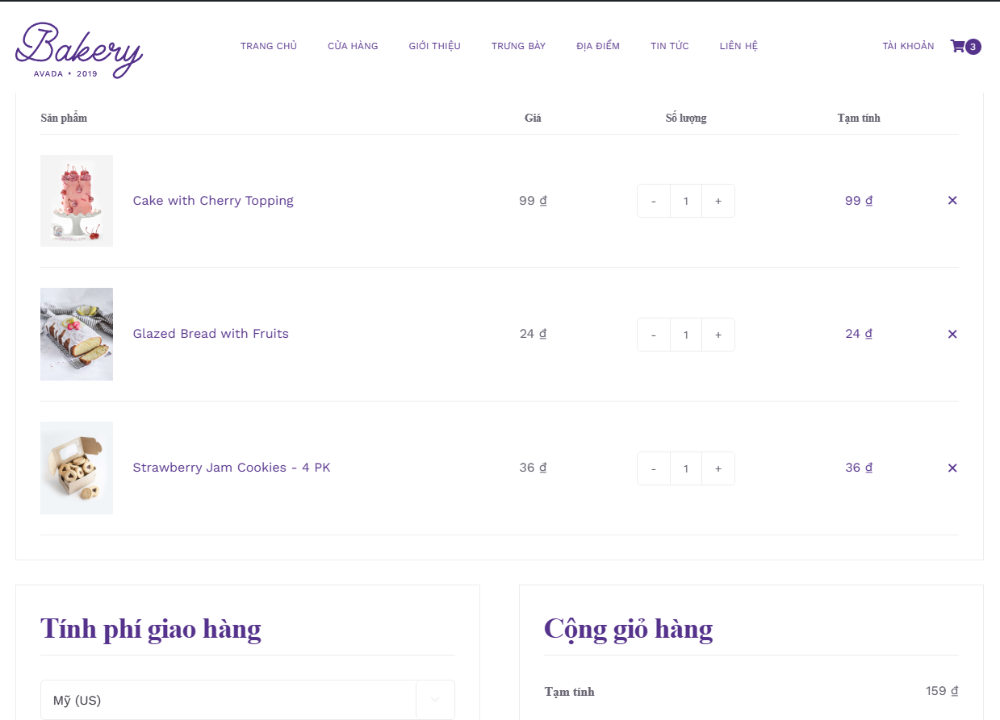 Bakery
AVADA • 2019
TRANG CHỦ CỬA HÀNG GIỚI THIỆU TRƯNG BÀY ĐỊA ĐIỂM TIN TỨC LIÊN HỆ TÀI KHOẢN 3
Sản phẩm Giá Số lượng Tạm tính
Cake with Cherry Topping 99 ₫ - 1 + 99 ₫ ×
Glazed Bread with Fruits 24 ₫ - 1 + 24 ₫ ×
Strawberry Jam Cookies - 4 PK 36 ₫ - 1 + 36 ₫ ×
Tính phí giao hàng
Mỹ (US)
Cộng giỏ hàng
Tạm tính 159 ₫